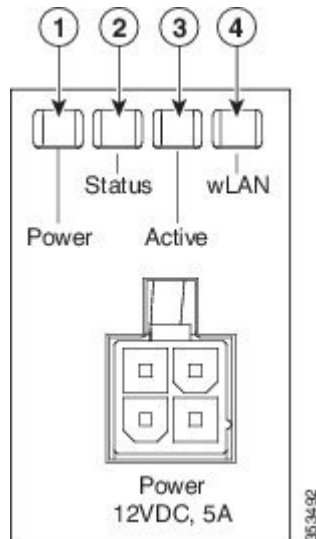 1 2 3 4
Status wLAN
Power Active
Power
12VDC, 5A
353492